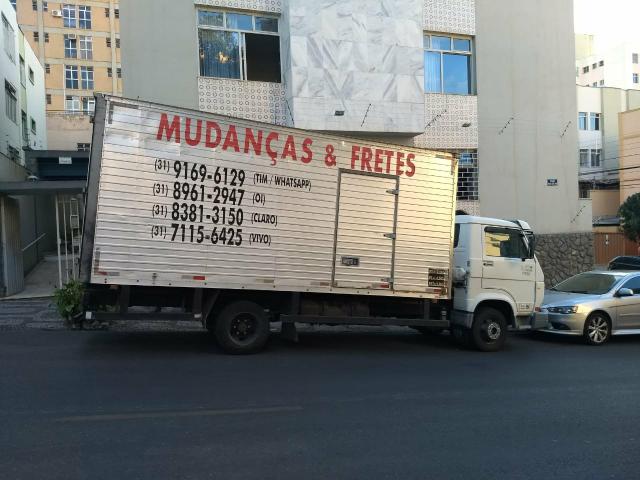 MUDANÇAS & FRETES
(31) 9169-6129 (TIM / WHATSAPP)
(31) 8961-2947 (OI)
(31) 8381-3150 (CLARO)
(31) 7115-6425 (VIVO)